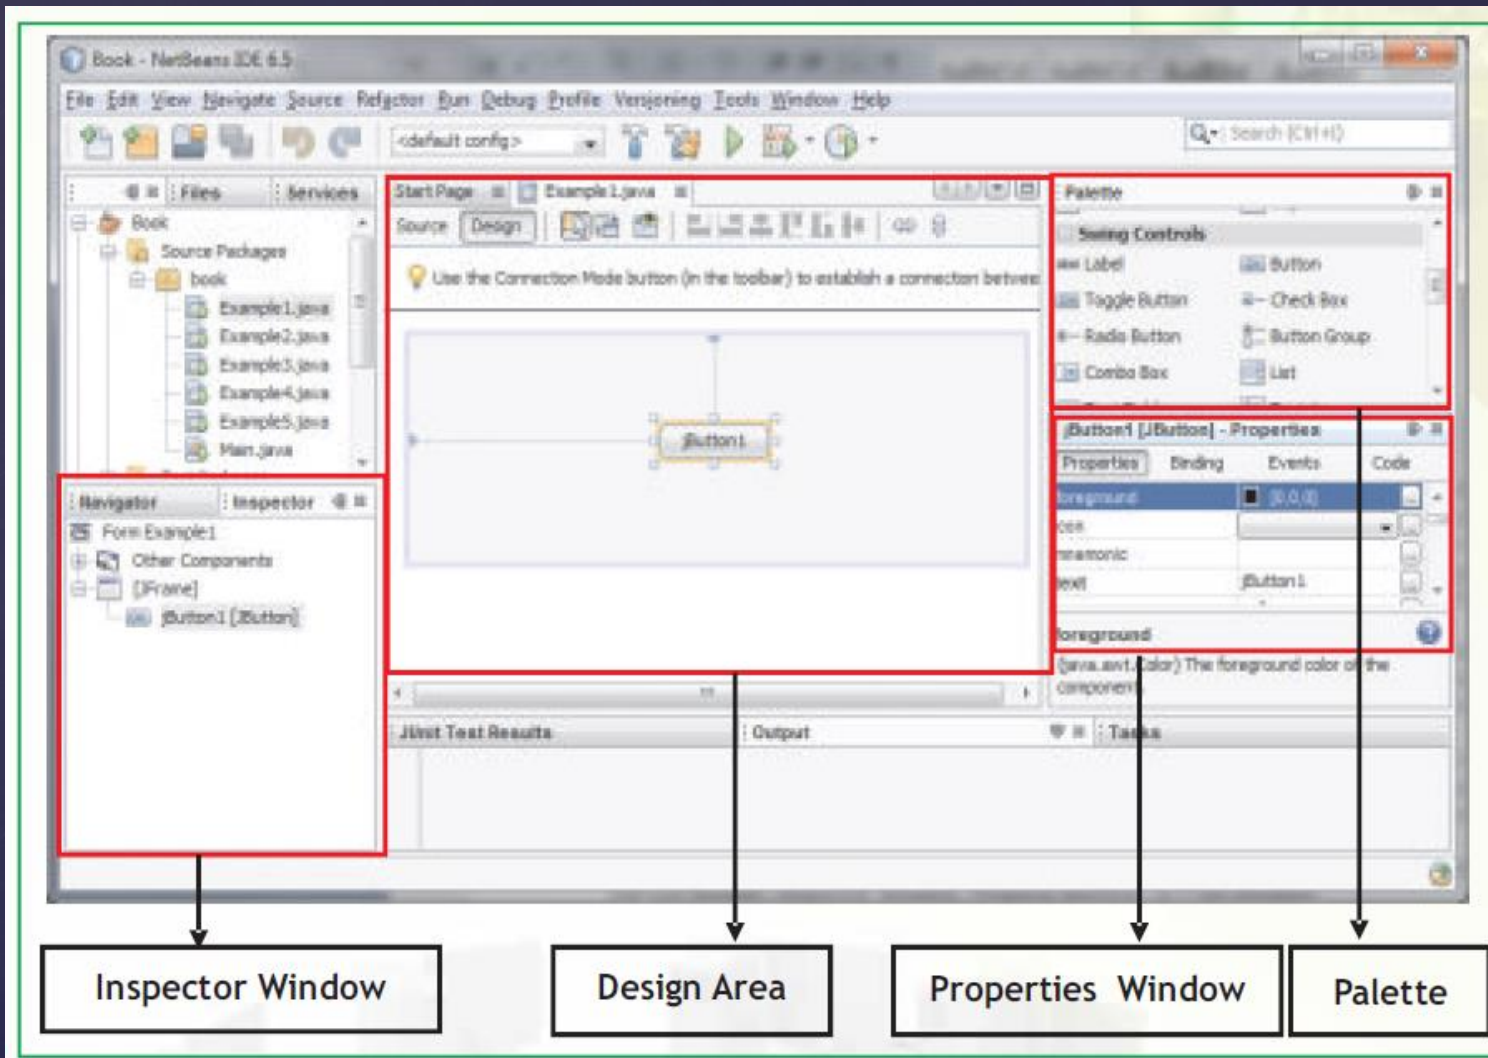 Book - NetBeans IDE 6.5
File Edit View Navigate Source Refactor Run Debug Profile Versioning Tools Window Help
<default config>
Search (Ctrl+I)
Files Services
Book
Source Packages
book
Example1.java
Example2.java
Example3.java
Example4.java
Example5.java
Main.java
Navigator Inspector
Form Example1
Other Components
[JFrame]
jButton1 [JButton]
Start Page Example1.java
Source Design
Use the Connection Mode button (in the toolbar) to establish a connection betwee
jButton1
Palette
Swing Controls
Label Button
Toggle Button Check Box
Radio Button Button Group
Combo Box List
jButton1 [JButton] - Properties
Properties Binding Events Code
foreground [0,0,0]
icon
mnemonic
text jButton1
foreground
(java.awt.Color) The foreground color of the
component.
JUnit Test Results Output Tasks
Inspector Window
Design Area
Properties Window
Palette